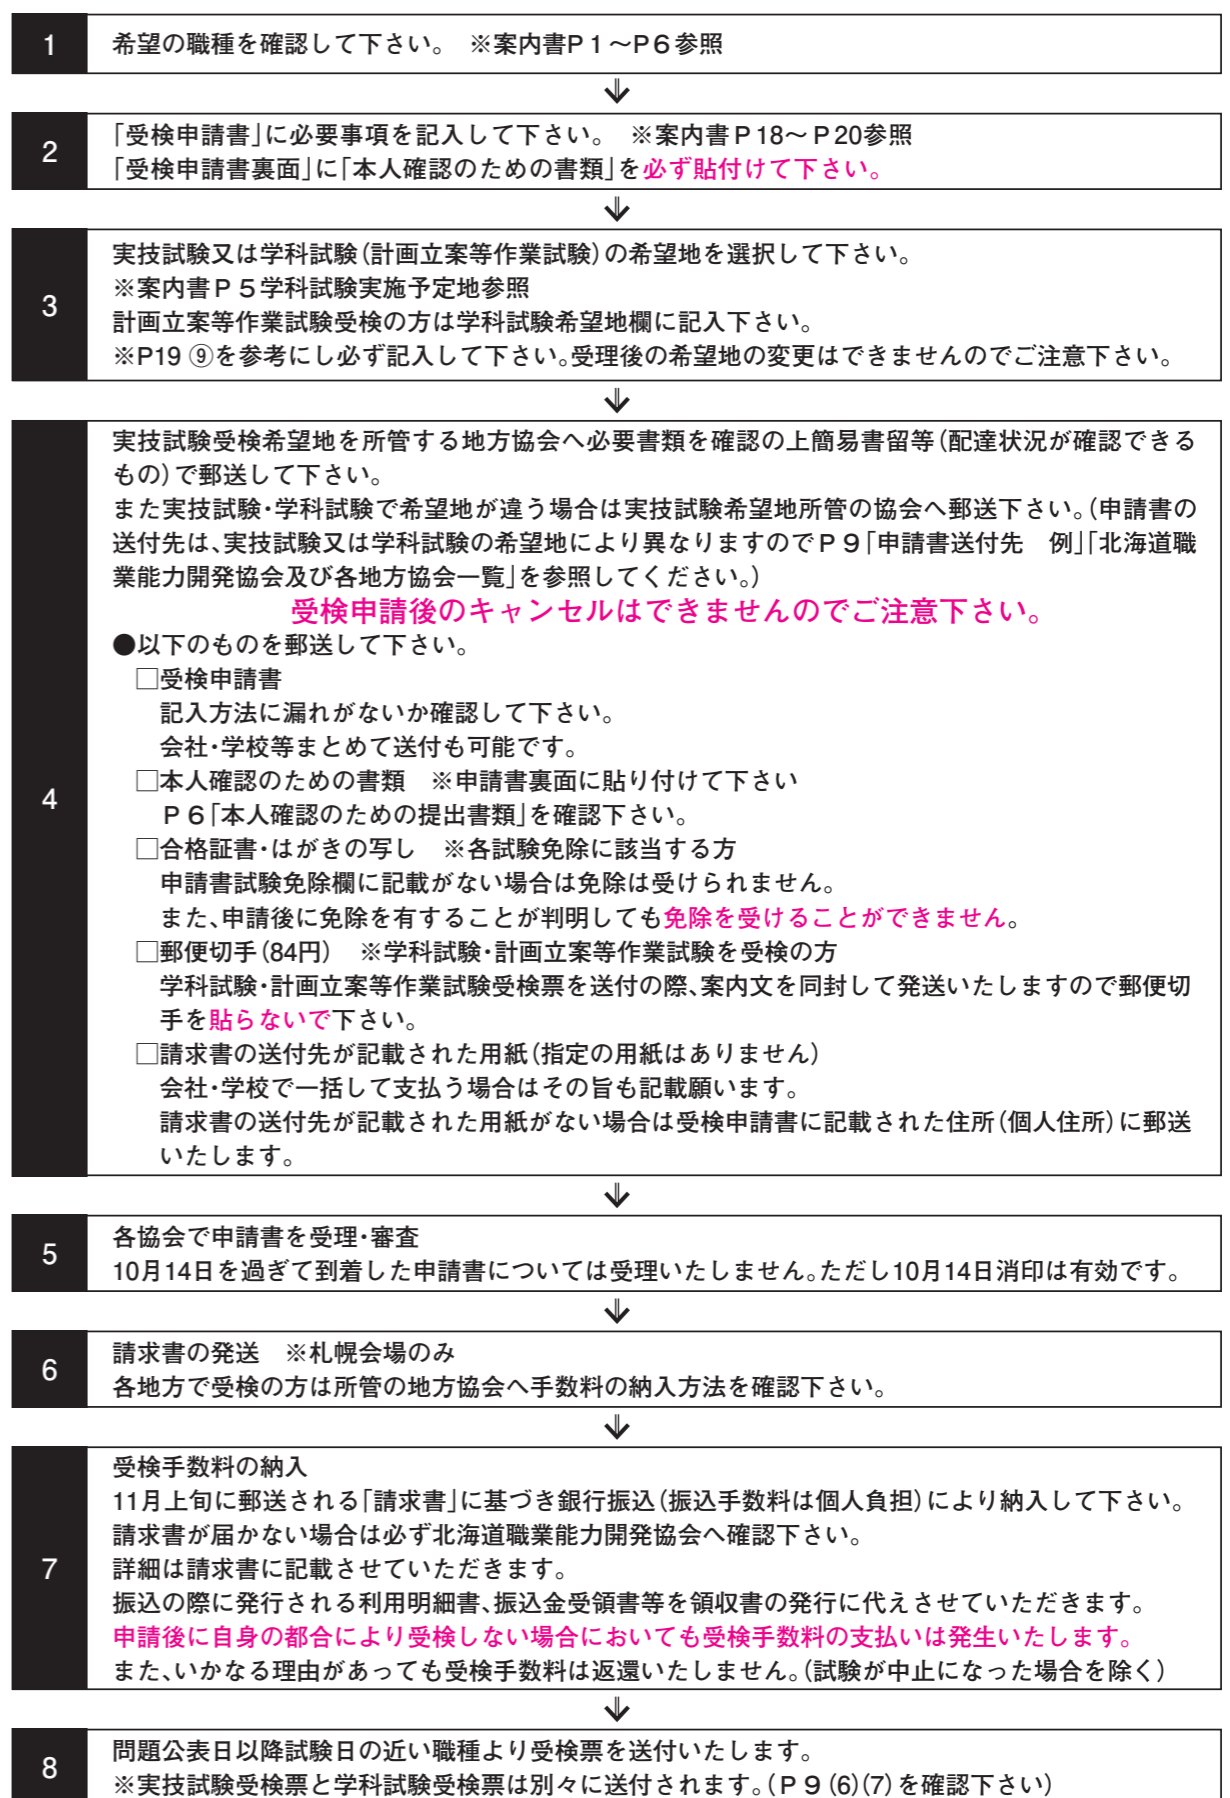 1
希望の職種を確認して下さい。　※案内書P１～P６参照
2
｢受検申請書｣に必要事項を記入して下さい。　※案内書Ｐ18～Ｐ20参照
｢受検申請書裏面｣に｢本人確認のための書類｣を必ず貼付けて下さい。
3
実技試験又は学科試験(計画立案等作業試験)の希望地を選択して下さい。
※案内書Ｐ５学科試験実施予定地参照
計画立案等作業試験受検の方は学科試験希望地欄に記入下さい。
※P19 ⑨を参考にし必ず記入して下さい。受理後の希望地の変更はできませんのでご注意下さい。
4
実技試験受検希望地を所管する地方協会へ必要書類を確認の上簡易書留等(配達状況が確認できる
もの)で郵送して下さい。
また実技試験･学科試験で希望地が違う場合は実技試験希望地所管の協会へ郵送下さい。(申請書の
送付先は、実技試験又は学科試験の希望地により異なりますのでＰ９｢申請書送付先　例｣｢北海道職
業能力開発協会及び各地方協会一覧｣を参照してください。)
受検申請後のキャンセルはできませんのでご注意下さい。
●以下のものを郵送して下さい。
□受検申請書
記入方法に漏れがないか確認して下さい。
会社･学校等まとめて送付も可能です。
□本人確認のための書類　※申請書裏面に貼り付けて下さい
Ｐ６｢本人確認のための提出書類｣を確認下さい。
□合格証書･はがきの写し　※各試験免除に該当する方
申請書試験免除欄に記載がない場合は免除は受けられません。
また、申請後に免除を有することが判明しても免除を受けることができません。
□郵便切手(84円)　※学科試験･計画立案等作業試験を受検の方
学科試験･計画立案等作業試験受検票を送付の際、案内文を同封して発送いたしますので郵便切
手を貼らないで下さい。
□請求書の送付先が記載された用紙(指定の用紙はありません)
会社･学校で一括して支払う場合はその旨も記載願います。
請求書の送付先が記載された用紙がない場合は受検申請書に記載された住所(個人住所)に郵送
いたします。
5
各協会で申請書を受理･審査
10月14日を過ぎて到着した申請書については受理いたしません。ただし10月14日消印は有効です。
6
請求書の発送　※札幌会場のみ
各地方で受検の方は所管の地方協会へ手数料の納入方法を確認下さい。
7
受検手数料の納入
11月上旬に郵送される｢請求書｣に基づき銀行振込(振込手数料は個人負担)により納入して下さい。
請求書が届かない場合は必ず北海道職業能力開発協会へ確認下さい。
詳細は請求書に記載させていただきます。
振込の際に発行される利用明細書、振込金受領書等を領収書の発行に代えさせていただきます。
申請後に自身の都合により受検しない場合においても受検手数料の支払いは発生いたします。
また、いかなる理由があっても受検手数料は返還いたしません。(試験が中止になった場合を除く)
8
問題公表日以降試験日の近い職種より受検票を送付いたします。
※実技試験受検票と学科試験受検票は別々に送付されます。(Ｐ９(6)(7)を確認下さい)